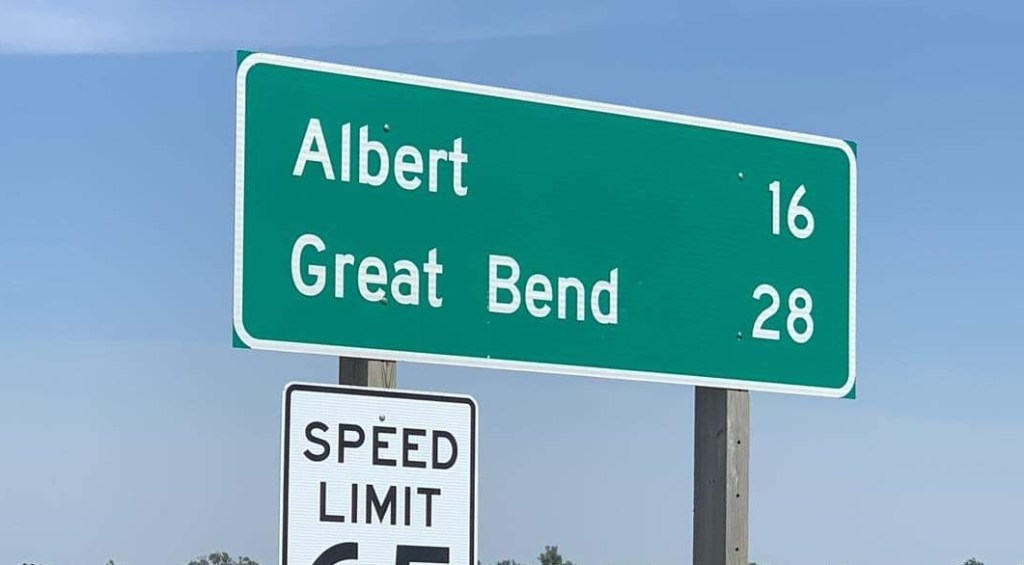 Albert 16
Great Bend 28
SPEED
LIMIT